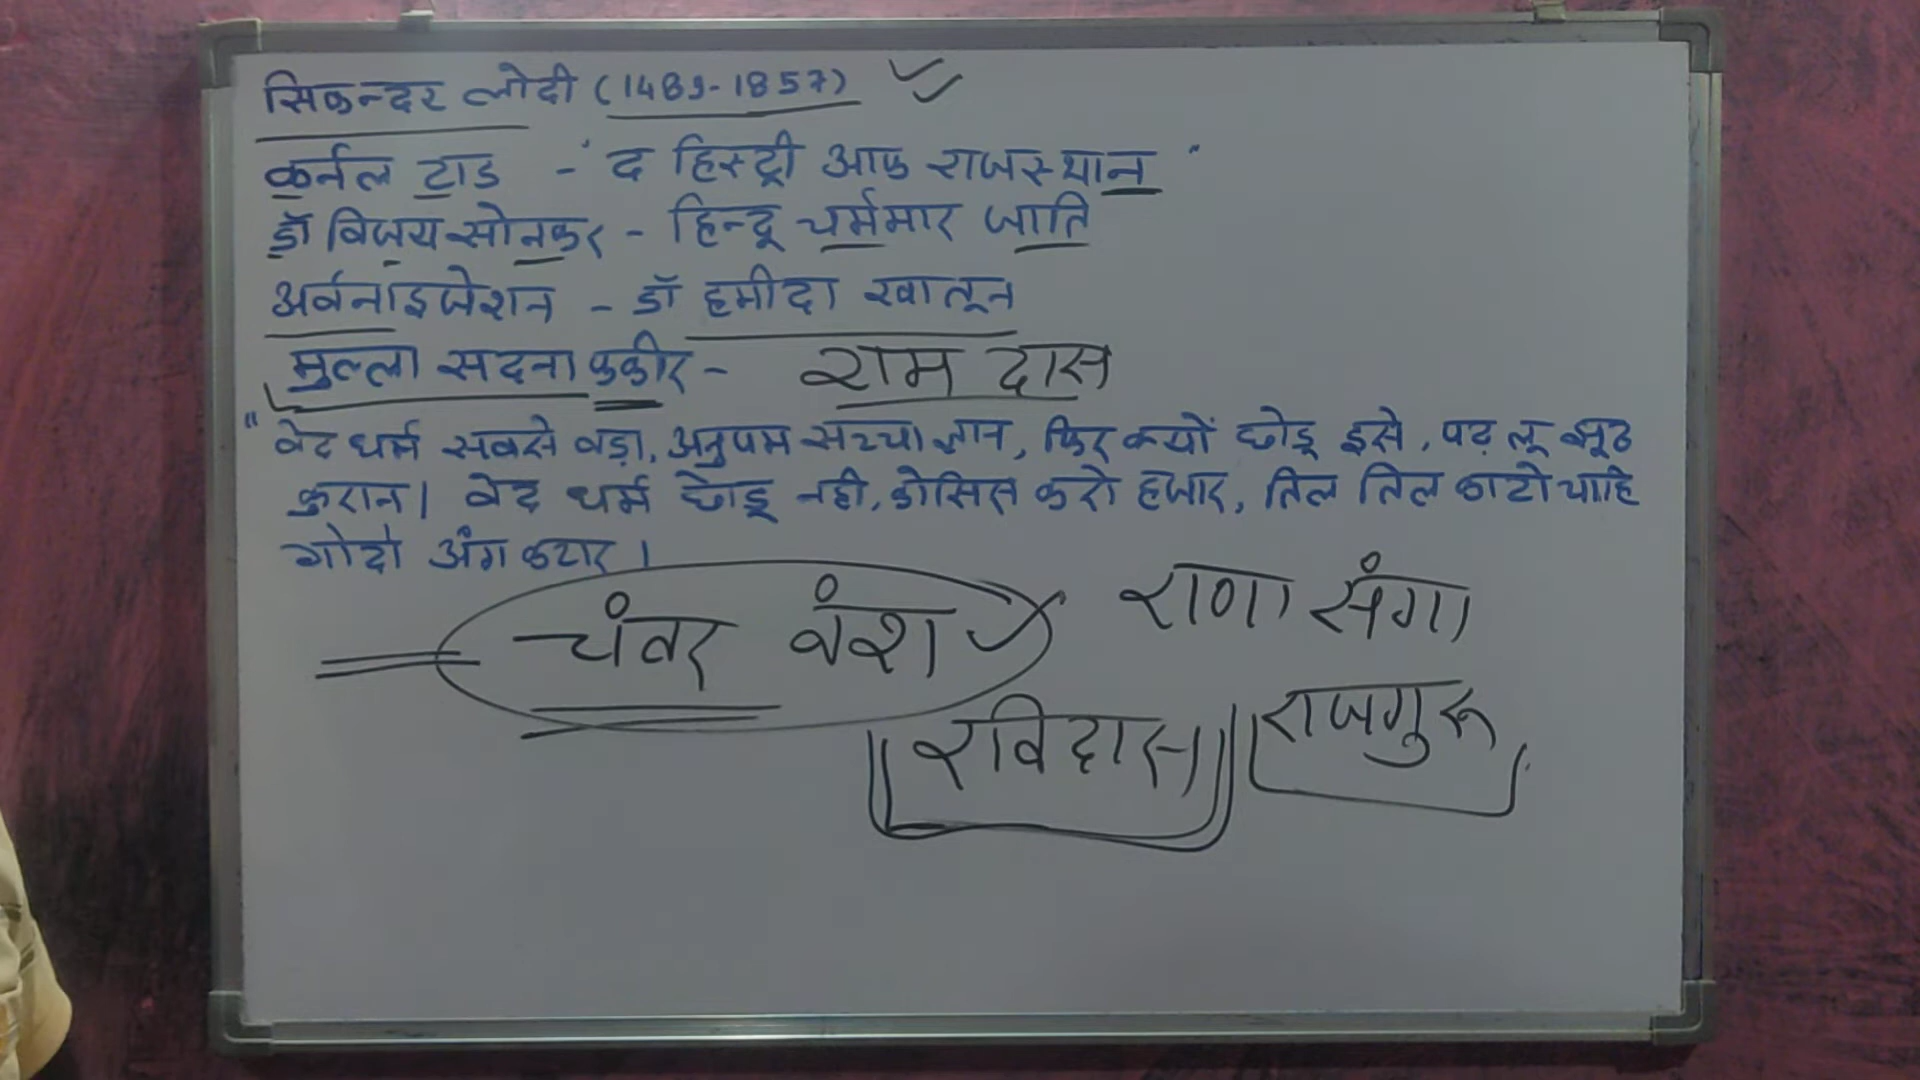 सिकन्दर लोदी (1489-1857)
कर्नल टाड - ' द हिस्ट्री आफ राजस्थान "
डॉ विजय सोनकर - हिन्दू चर्ममार जाति
अर्वनाइजेशन - डॉ हमीदा खातून
मुल्ला सदना फकीर - राम दास
" वेद धर्म सबसे बड़ा, अनुपम सच्चा ज्ञान, फिर क्यों छोड़ू इसे, पढ़ लू झूठ
कुरान। वेद धर्म छोड़ू नही, कोसिस करो हजार, तिल तिल काटो चाहि
गोदो अंग कटार।
चंवर वंश राणा संगा
रविदास राजगुरू